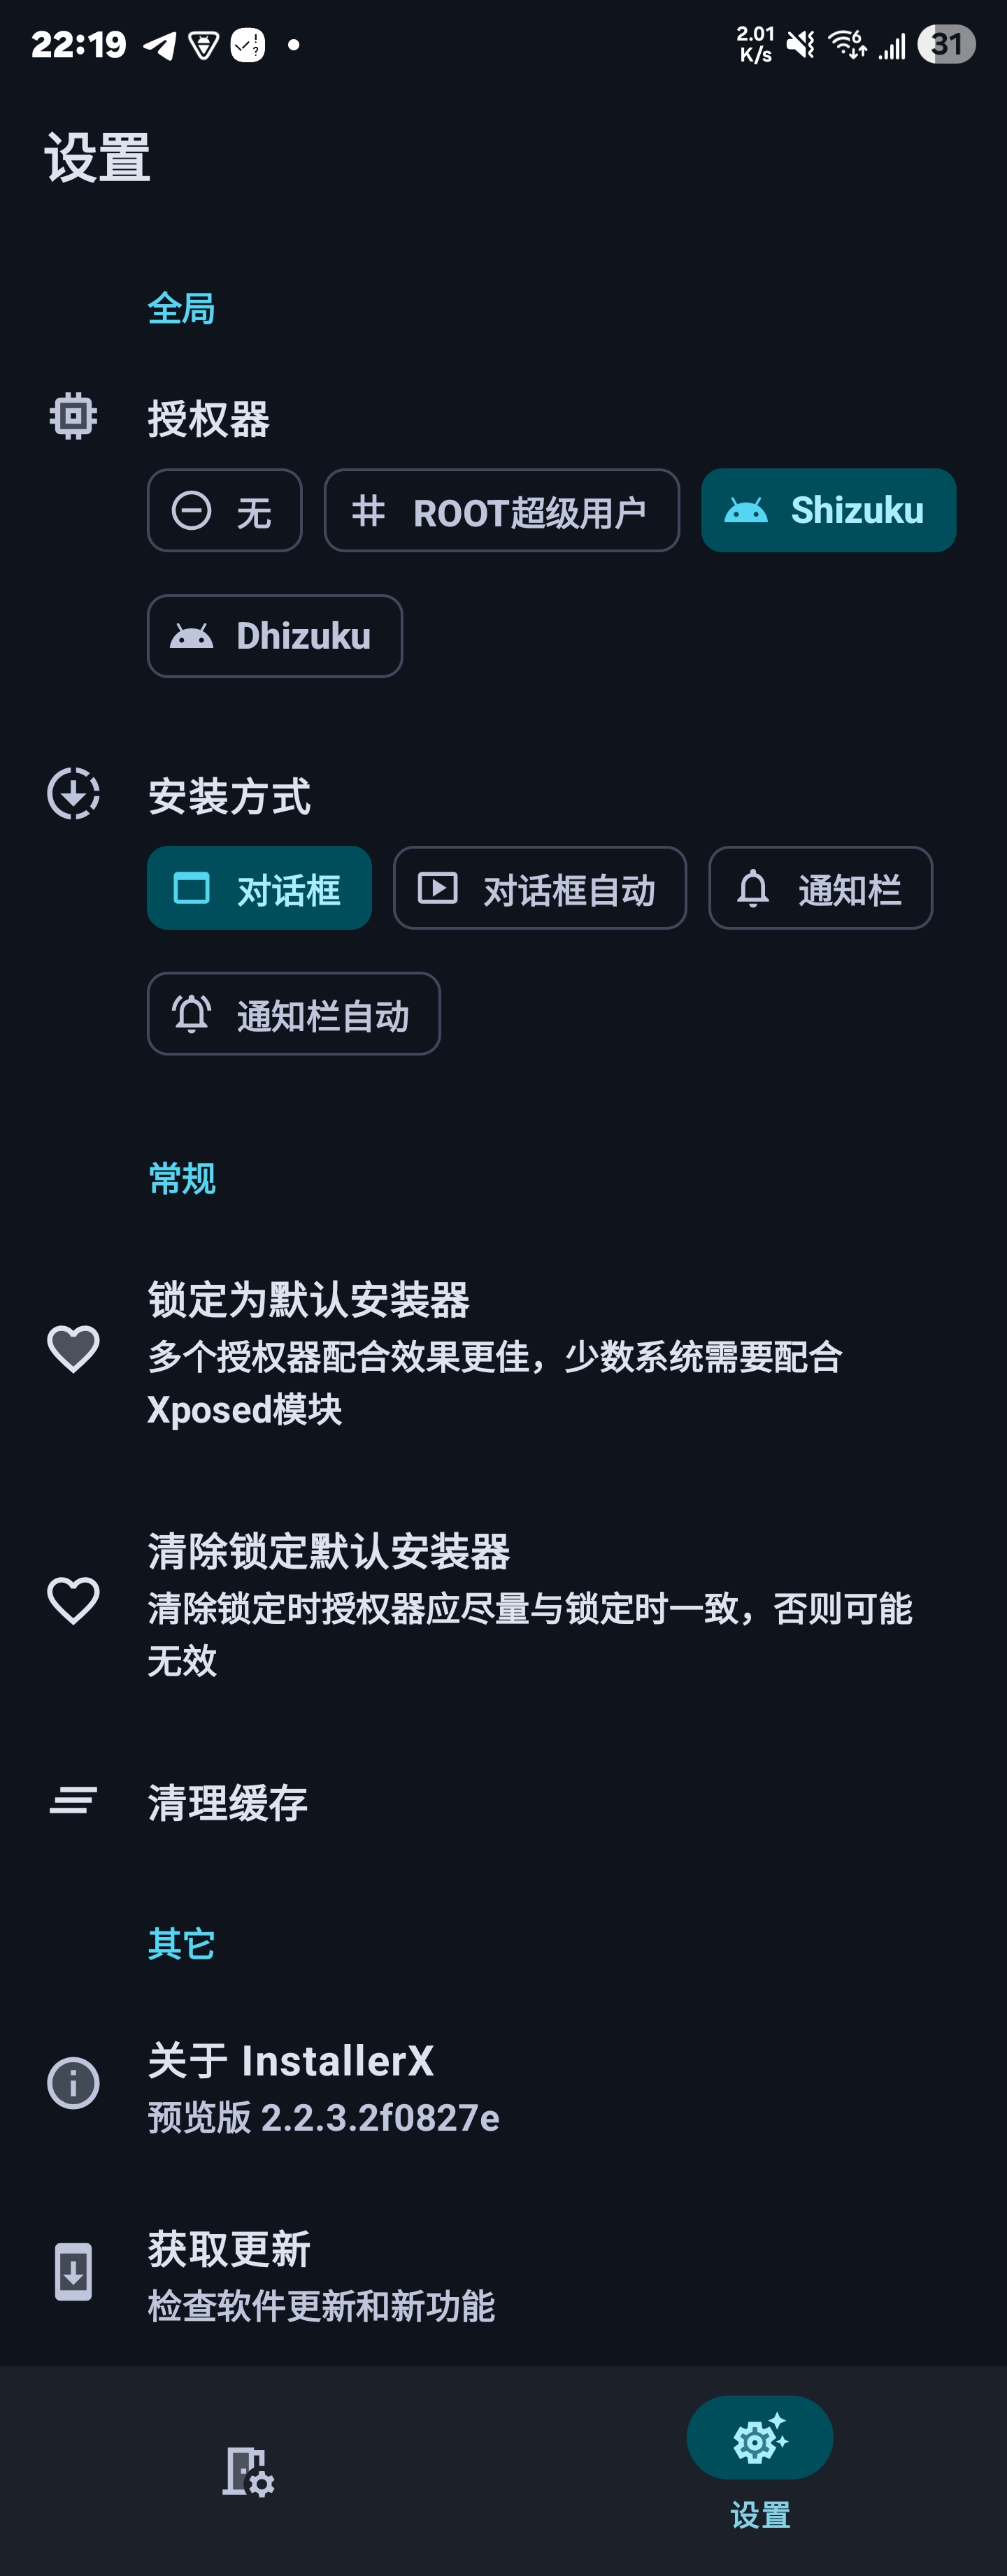 22:19
2.01
K/s
6
31
设置
全局
授权器
无
ROOT超级用户
Shizuku
Dhizuku
安装方式
对话框
对话框自动
通知栏
通知栏自动
常规
锁定为默认安装器
多个授权器配合效果更佳，少数系统需要配合
Xposed模块
清除锁定默认安装器
清除锁定时授权器应尽量与锁定时一致，否则可能
无效
清理缓存
其它
关于 InstallerX
预览版 2.2.3.2f0827e
获取更新
检查软件更新和新功能
设置